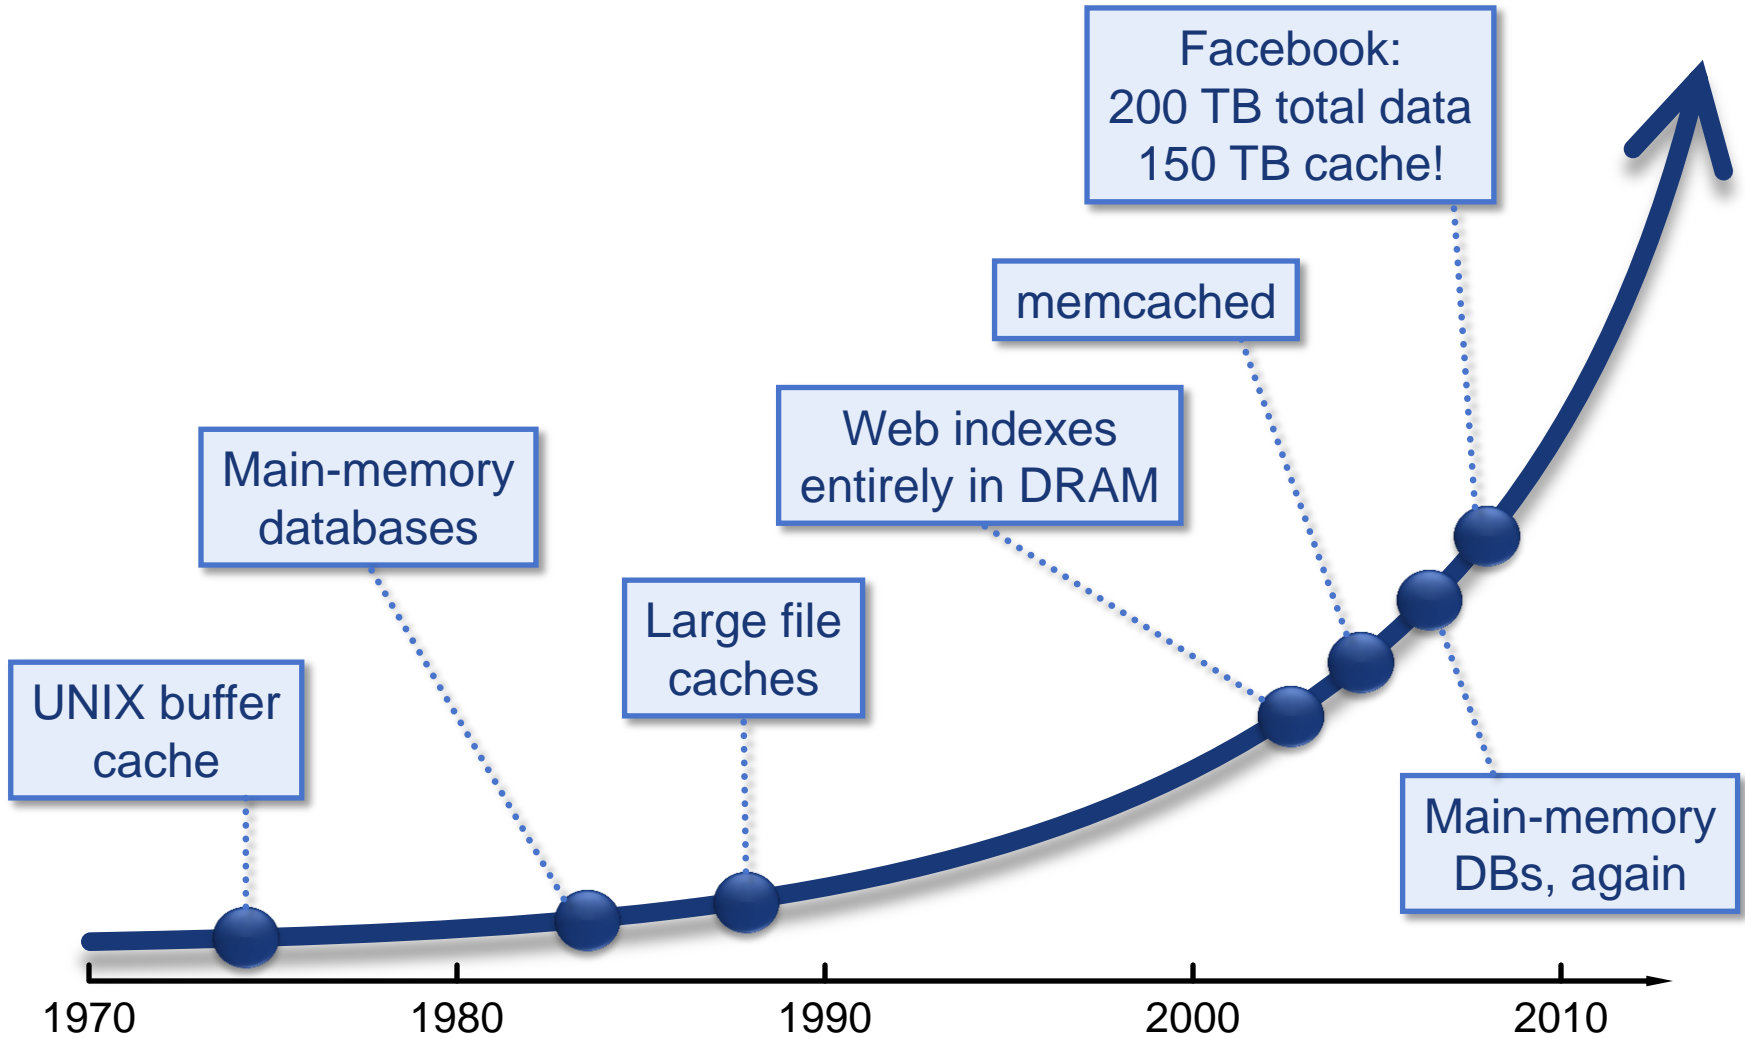 Facebook:
200 TB total data
150 TB cache!
memcached
Web indexes
entirely in DRAM
Main-memory
databases
Large file
caches
UNIX buffer
cache
Main-memory
DBs, again
1970
1980
1990
2000
2010